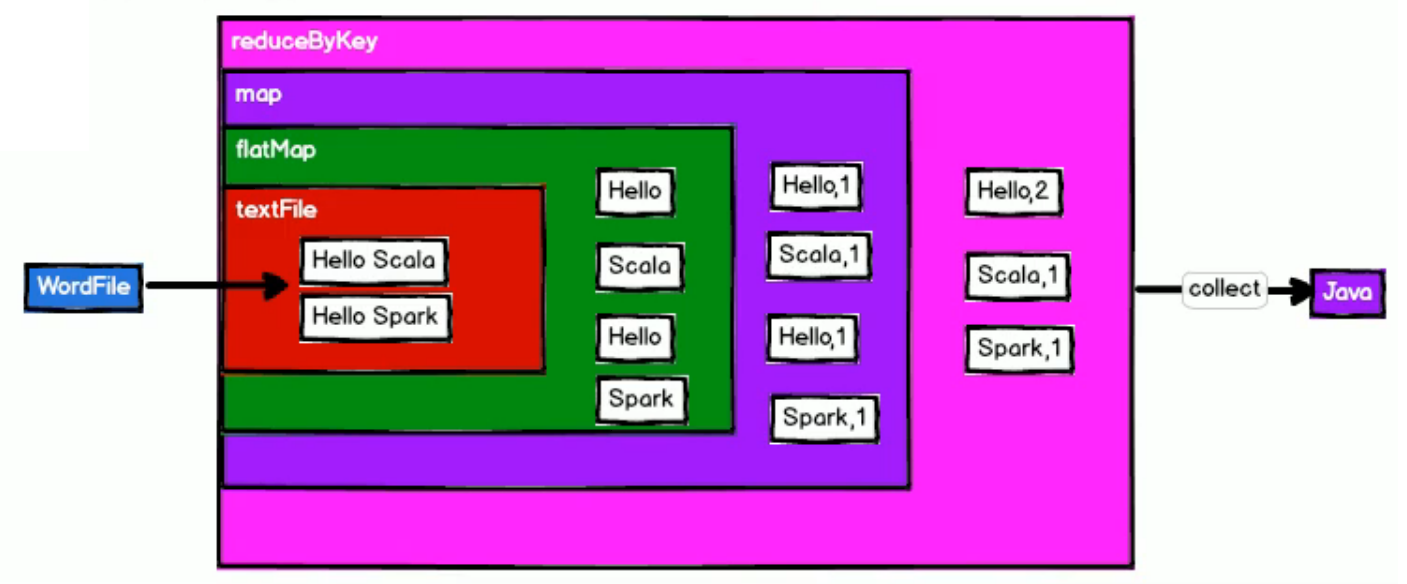 reduceByKey
map
flatMap
textFile
WordFile
Hello Scala
Hello Spark
Hello
Scala
Hello
Spark
Hello,1
Scala,1
Hello,1
Spark,1
Hello,2
Scala,1
Spark,1
collect
Java